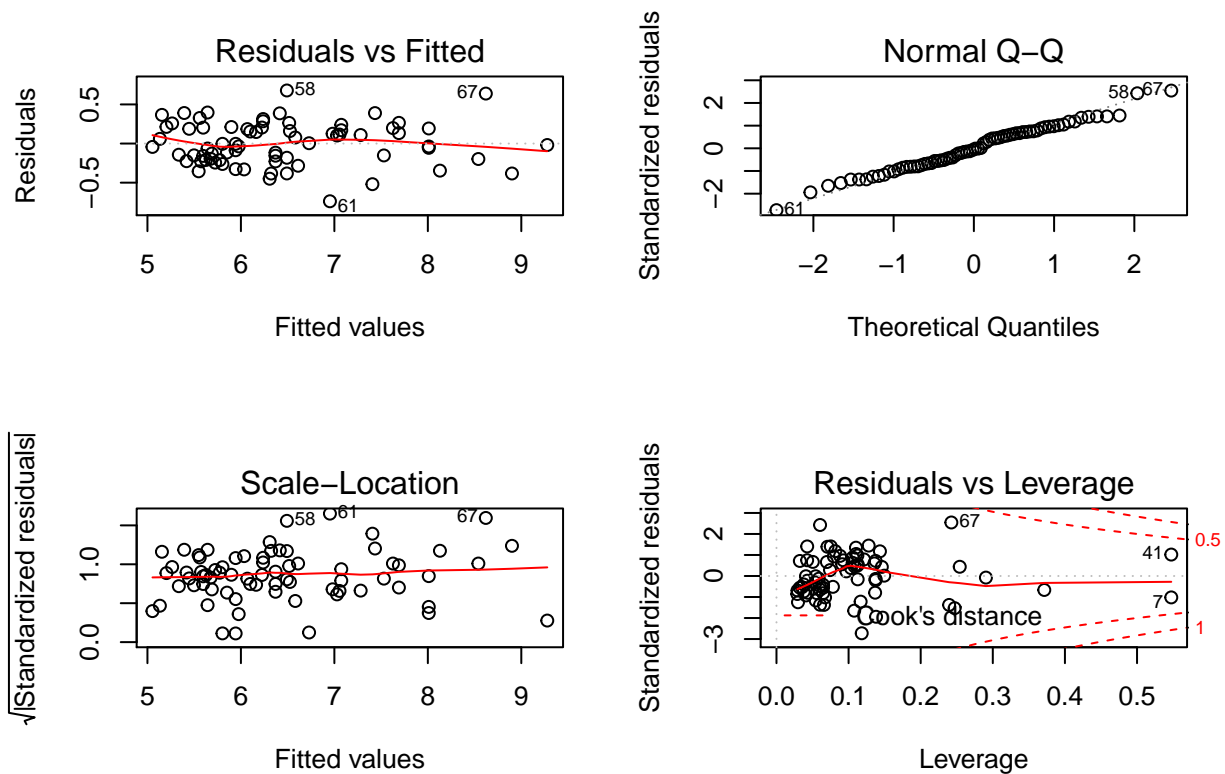 Residuals vs Fitted
Residuals
0.5
−0.5
58
67
61
5 6 7 8 9
Fitted values
Normal Q−Q
Standardized residuals
2
0
−2
58
67
61
−2 −1 0 1 2
Theoretical Quantiles
Scale−Location
√|Standardized residuals|
1.0
0.0
58
61
67
5 6 7 8 9
Fitted values
Residuals vs Leverage
Standardized residuals
2
0
−3
67
41
7
0.5
1
Cook's distance
0.0 0.1 0.2 0.3 0.4 0.5
Leverage